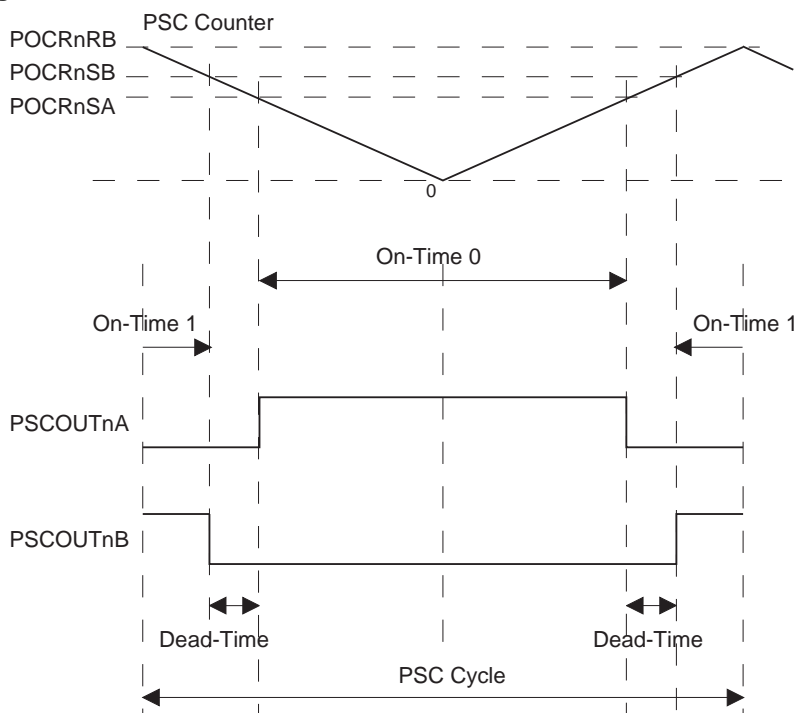 PSC Counter
POCRnRB
POCRnSB
POCRnSA
0
On-Time 0
On-Time 1
On-Time 1
PSCOUTnA
PSCOUTnB
Dead-Time
Dead-Time
PSC Cycle